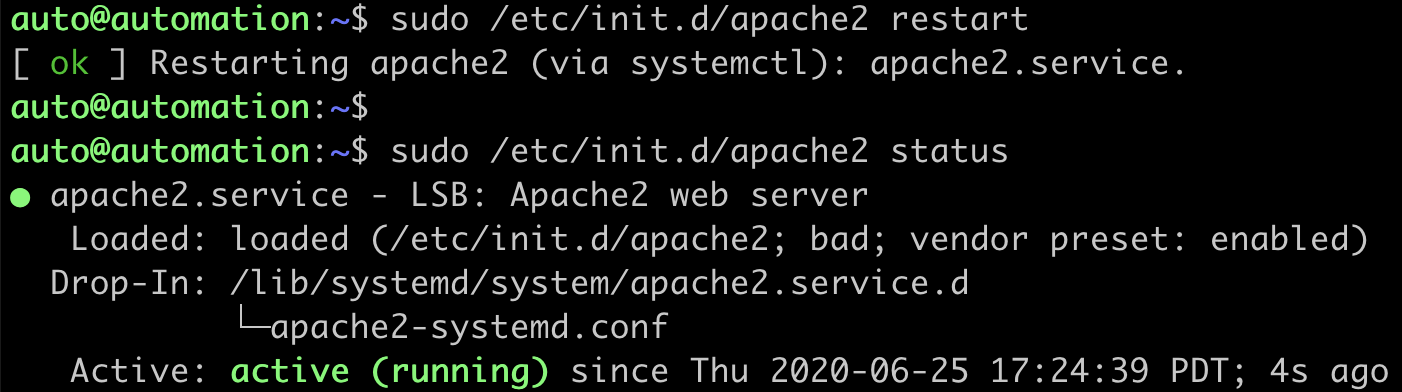 auto@automation:~$ sudo /etc/init.d/apache2 restart
[ ok ] Restarting apache2 (via systemctl): apache2.service.
auto@automation:~$
auto@automation:~$ sudo /etc/init.d/apache2 status
● apache2.service - LSB: Apache2 web server
   Loaded: loaded (/etc/init.d/apache2; bad; vendor preset: enabled)
  Drop-In: /lib/systemd/system/apache2.service.d
           └─apache2-systemd.conf
   Active: active (running) since Thu 2020-06-25 17:24:39 PDT; 4s ago